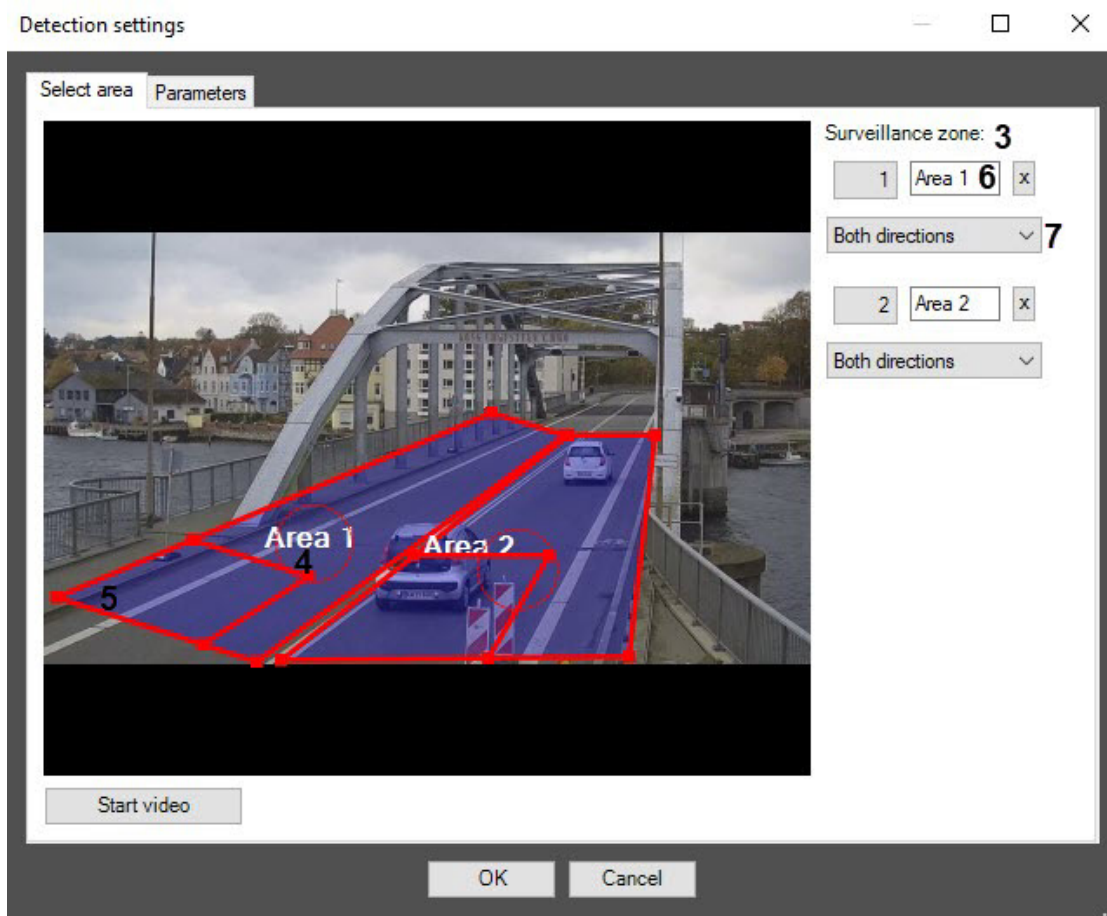 Detection settings
Select area Parameters
Surveillance zone: 3
1 Area 1 6 x
Both directions 7
2 Area 2 x
Both directions
Area 1
4
Area 2
5
Start video
OK Cancel